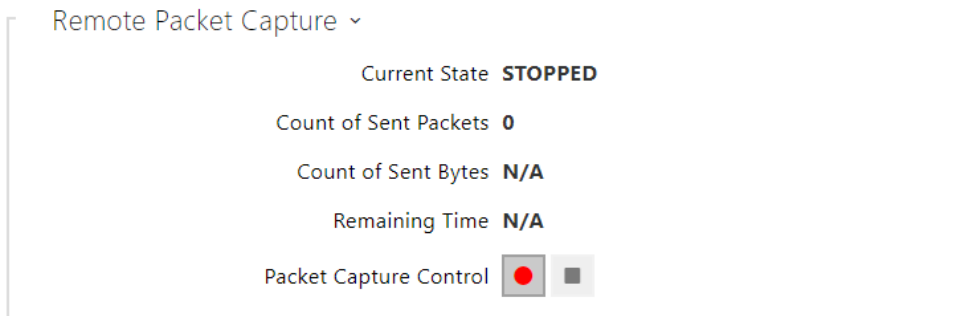 Remote Packet Capture
Current State STOPPED
Count of Sent Packets 0
Count of Sent Bytes N/A
Remaining Time N/A
Packet Capture Control